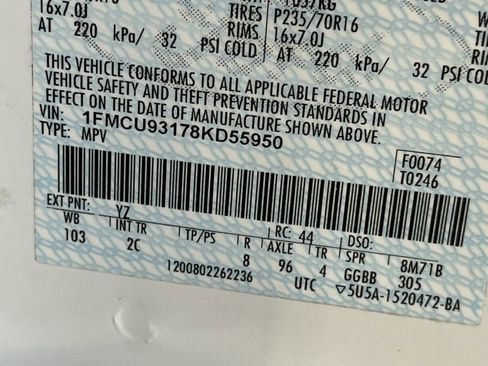 TIRES P235/70R16
16x7.0J RIMS 16x7.0J
AT 220 kPa/ 32 PSI COLD AT 220 kPa/ 32 PSI COLD
THIS VEHICLE CONFORMS TO ALL APPLICABLE FEDERAL MOTOR
VEHICLE SAFETY AND THEFT PREVENTION STANDARDS IN
EFFECT ON THE DATE OF MANUFACTURE SHOWN ABOVE.
VIN: 1FMCU93178KD55950
TYPE: MPV
F0074
T0246
EXT PNT: YZ RC: 44 DSO:
WB INT TR TP/PS R AXLE TR SPR 8M71B
103 2C 8 96 4 GGBB 305
1200802262236 UTC ▽5U5A-1520472-BA